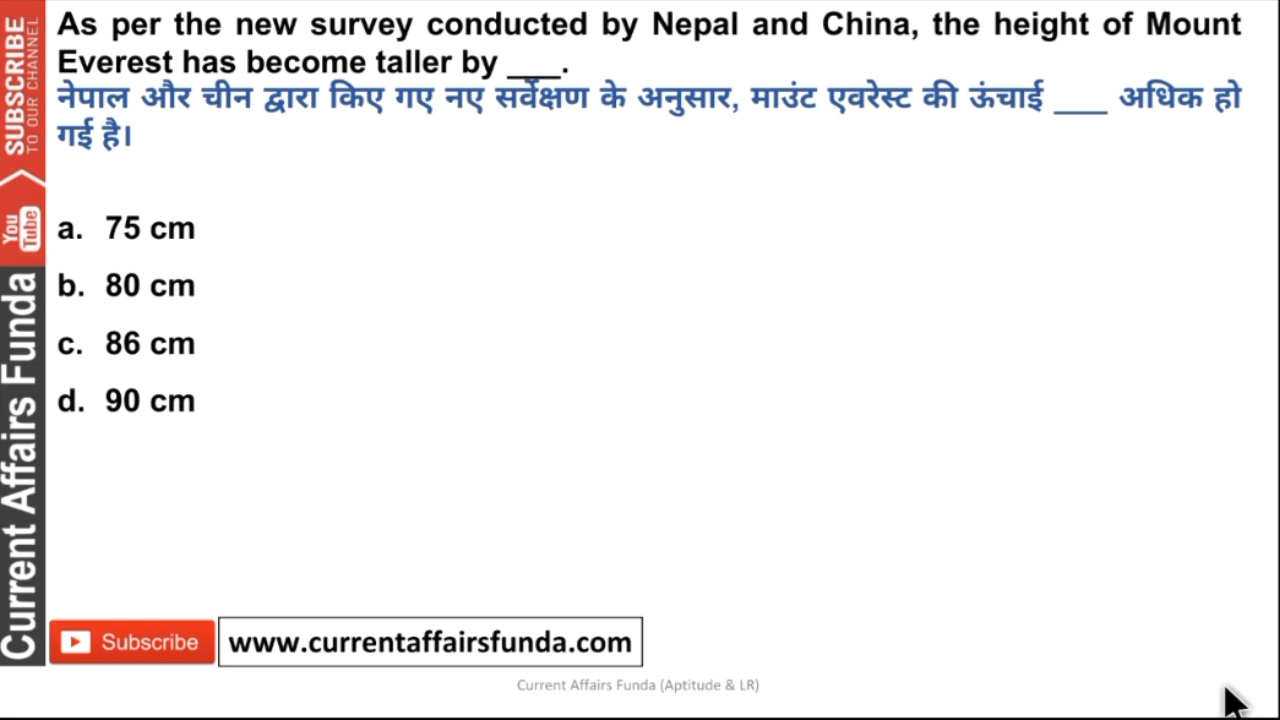 As per the new survey conducted by Nepal and China, the height of Mount
Everest has become taller by ___.
नेपाल और चीन द्वारा किए गए नए सर्वेक्षण के अनुसार, माउंट एवरेस्ट की ऊंचाई ___ अधिक हो
गई है।
a. 75 cm
b. 80 cm
c. 86 cm
d. 90 cm
SUBSCRIBE
TO OUR CHANNEL
You
Tube
Current Affairs Funda
Subscribe
www.currentaffairsfunda.com
Current Affairs Funda (Aptitude & LR)